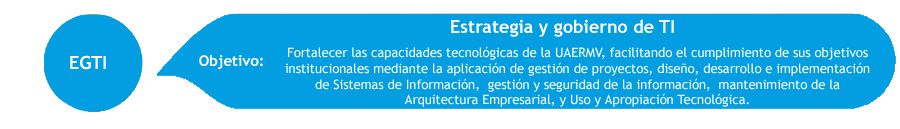 EGTI
Estrategia y gobierno de TI
Objetivo:
Fortalecer las capacidades tecnológicas de la UAERMV, facilitando el cumplimiento de sus objetivos
institucionales mediante la aplicación de gestión de proyectos, diseño, desarrollo e implementación
de Sistemas de Información, gestión y seguridad de la información, mantenimiento de la
Arquitectura Empresarial, y Uso y Apropiación Tecnológica.